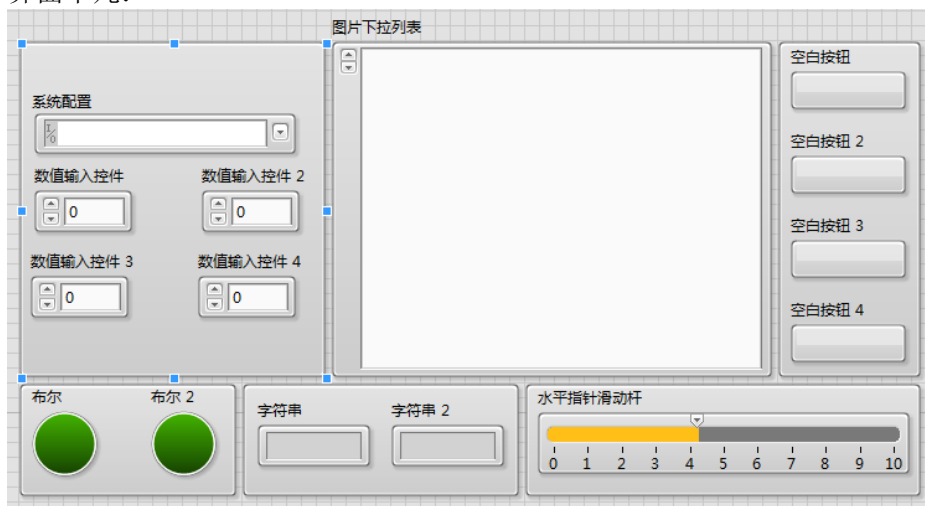 图片下拉列表
系统配置
I/O
数值输入控件
数值输入控件 2
0
0
数值输入控件 3
数值输入控件 4
0
0
空白按钮
空白按钮 2
空白按钮 3
空白按钮 4
布尔
布尔 2
字符串
字符串 2
水平指针滑动杆
0 1 2 3 4 5 6 7 8 9 10